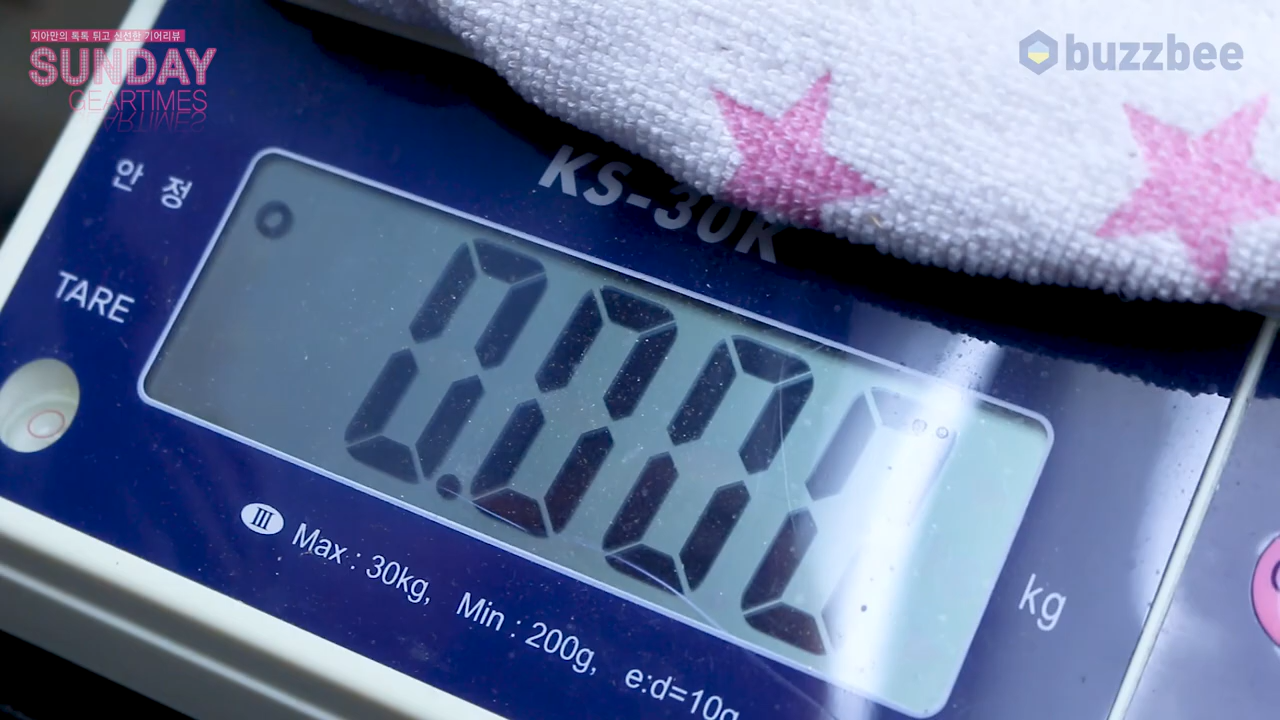 지아만의 톡톡 튀고 신선한 기어리뷰
SUNDAY
GEARTIMES
buzzbee
KS-30K
안 정
TARE
0.000
kg
III Max : 30kg, Min : 200g, e:d=10g